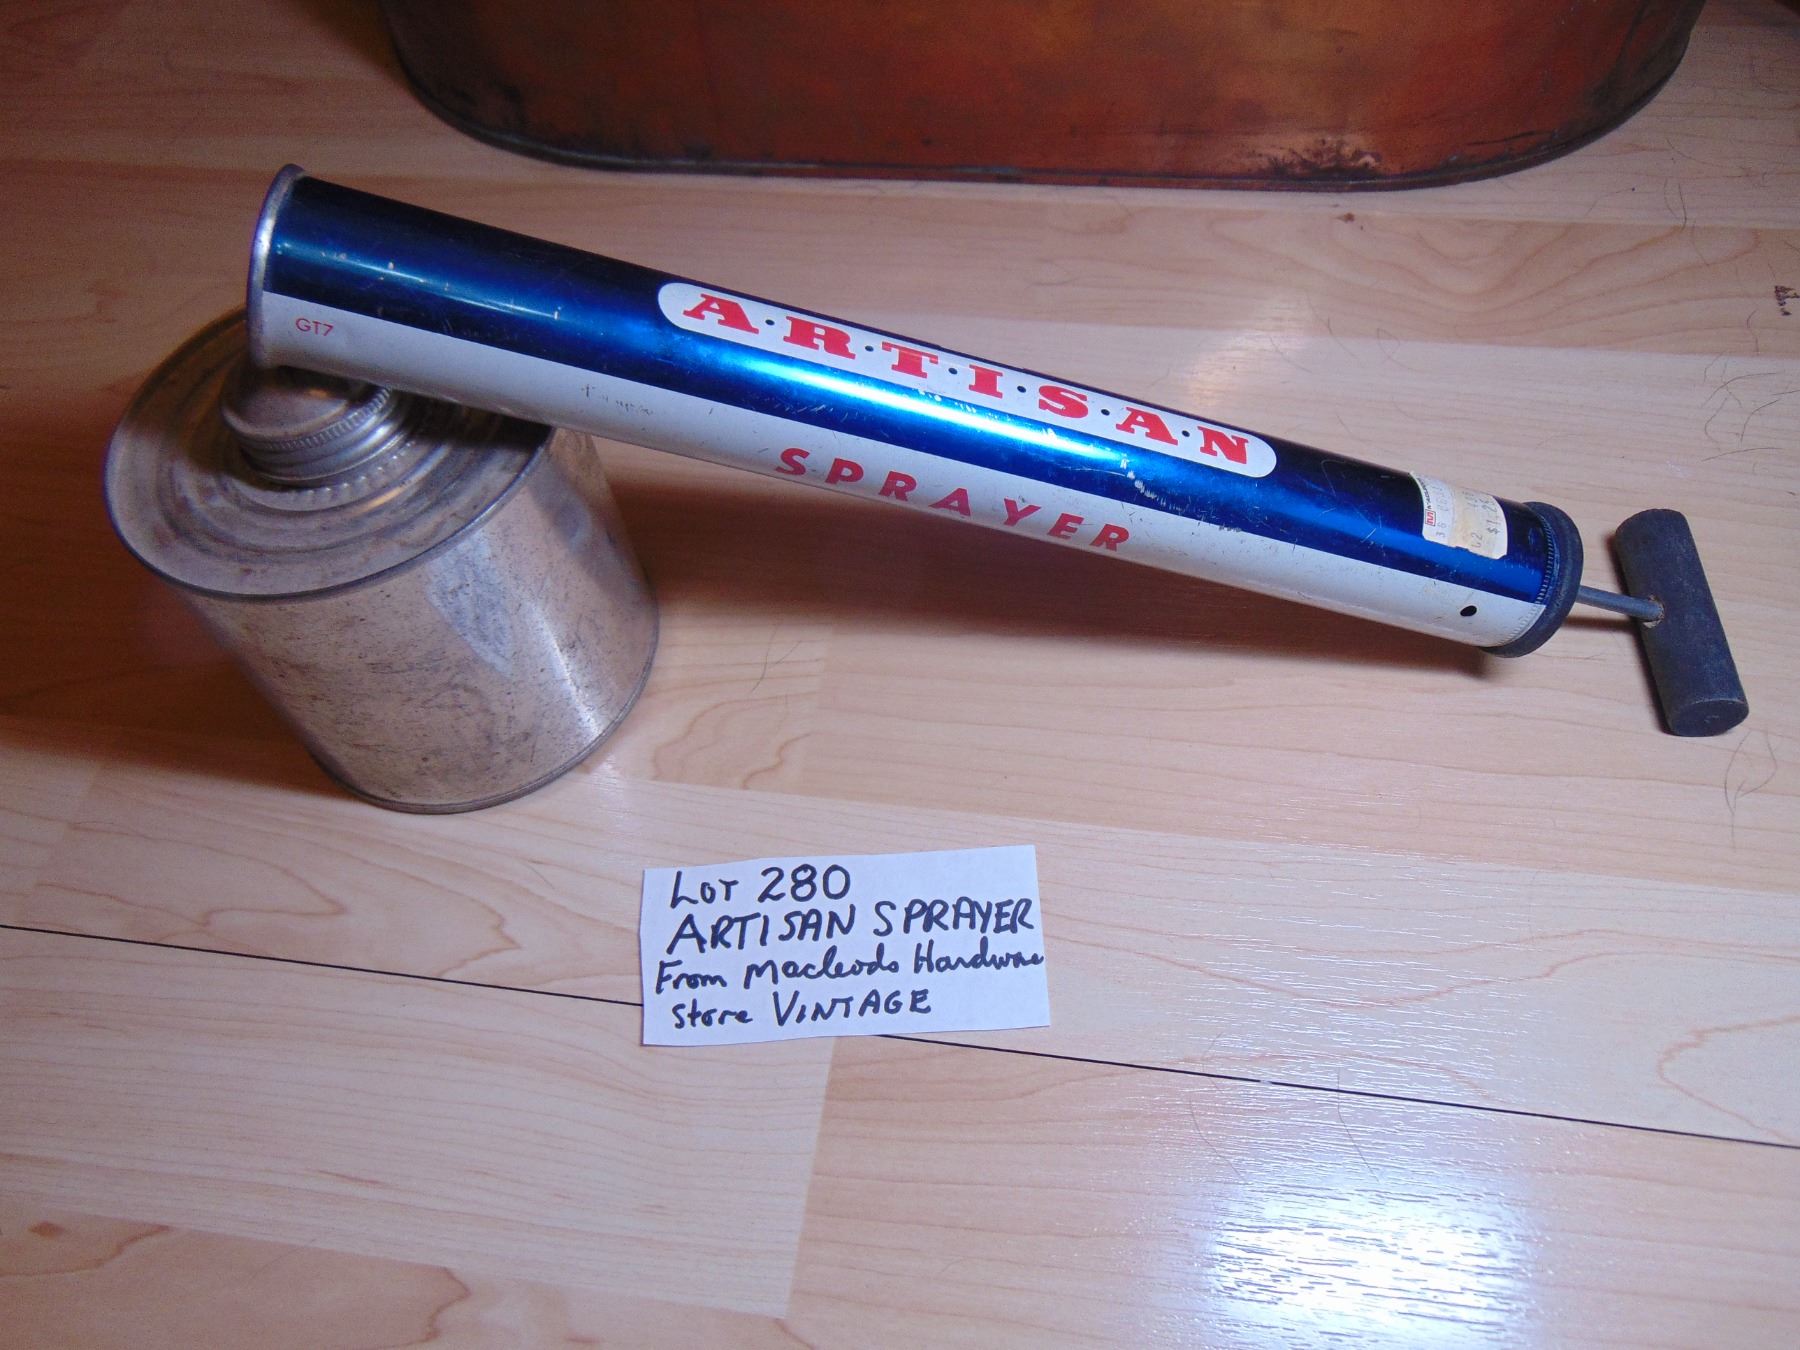 A·R·T·I·S·A·N
SPRAYER
GT7
LOT 280
ARTISAN SPRAYER
From Macleods Hardware
Store VINTAGE